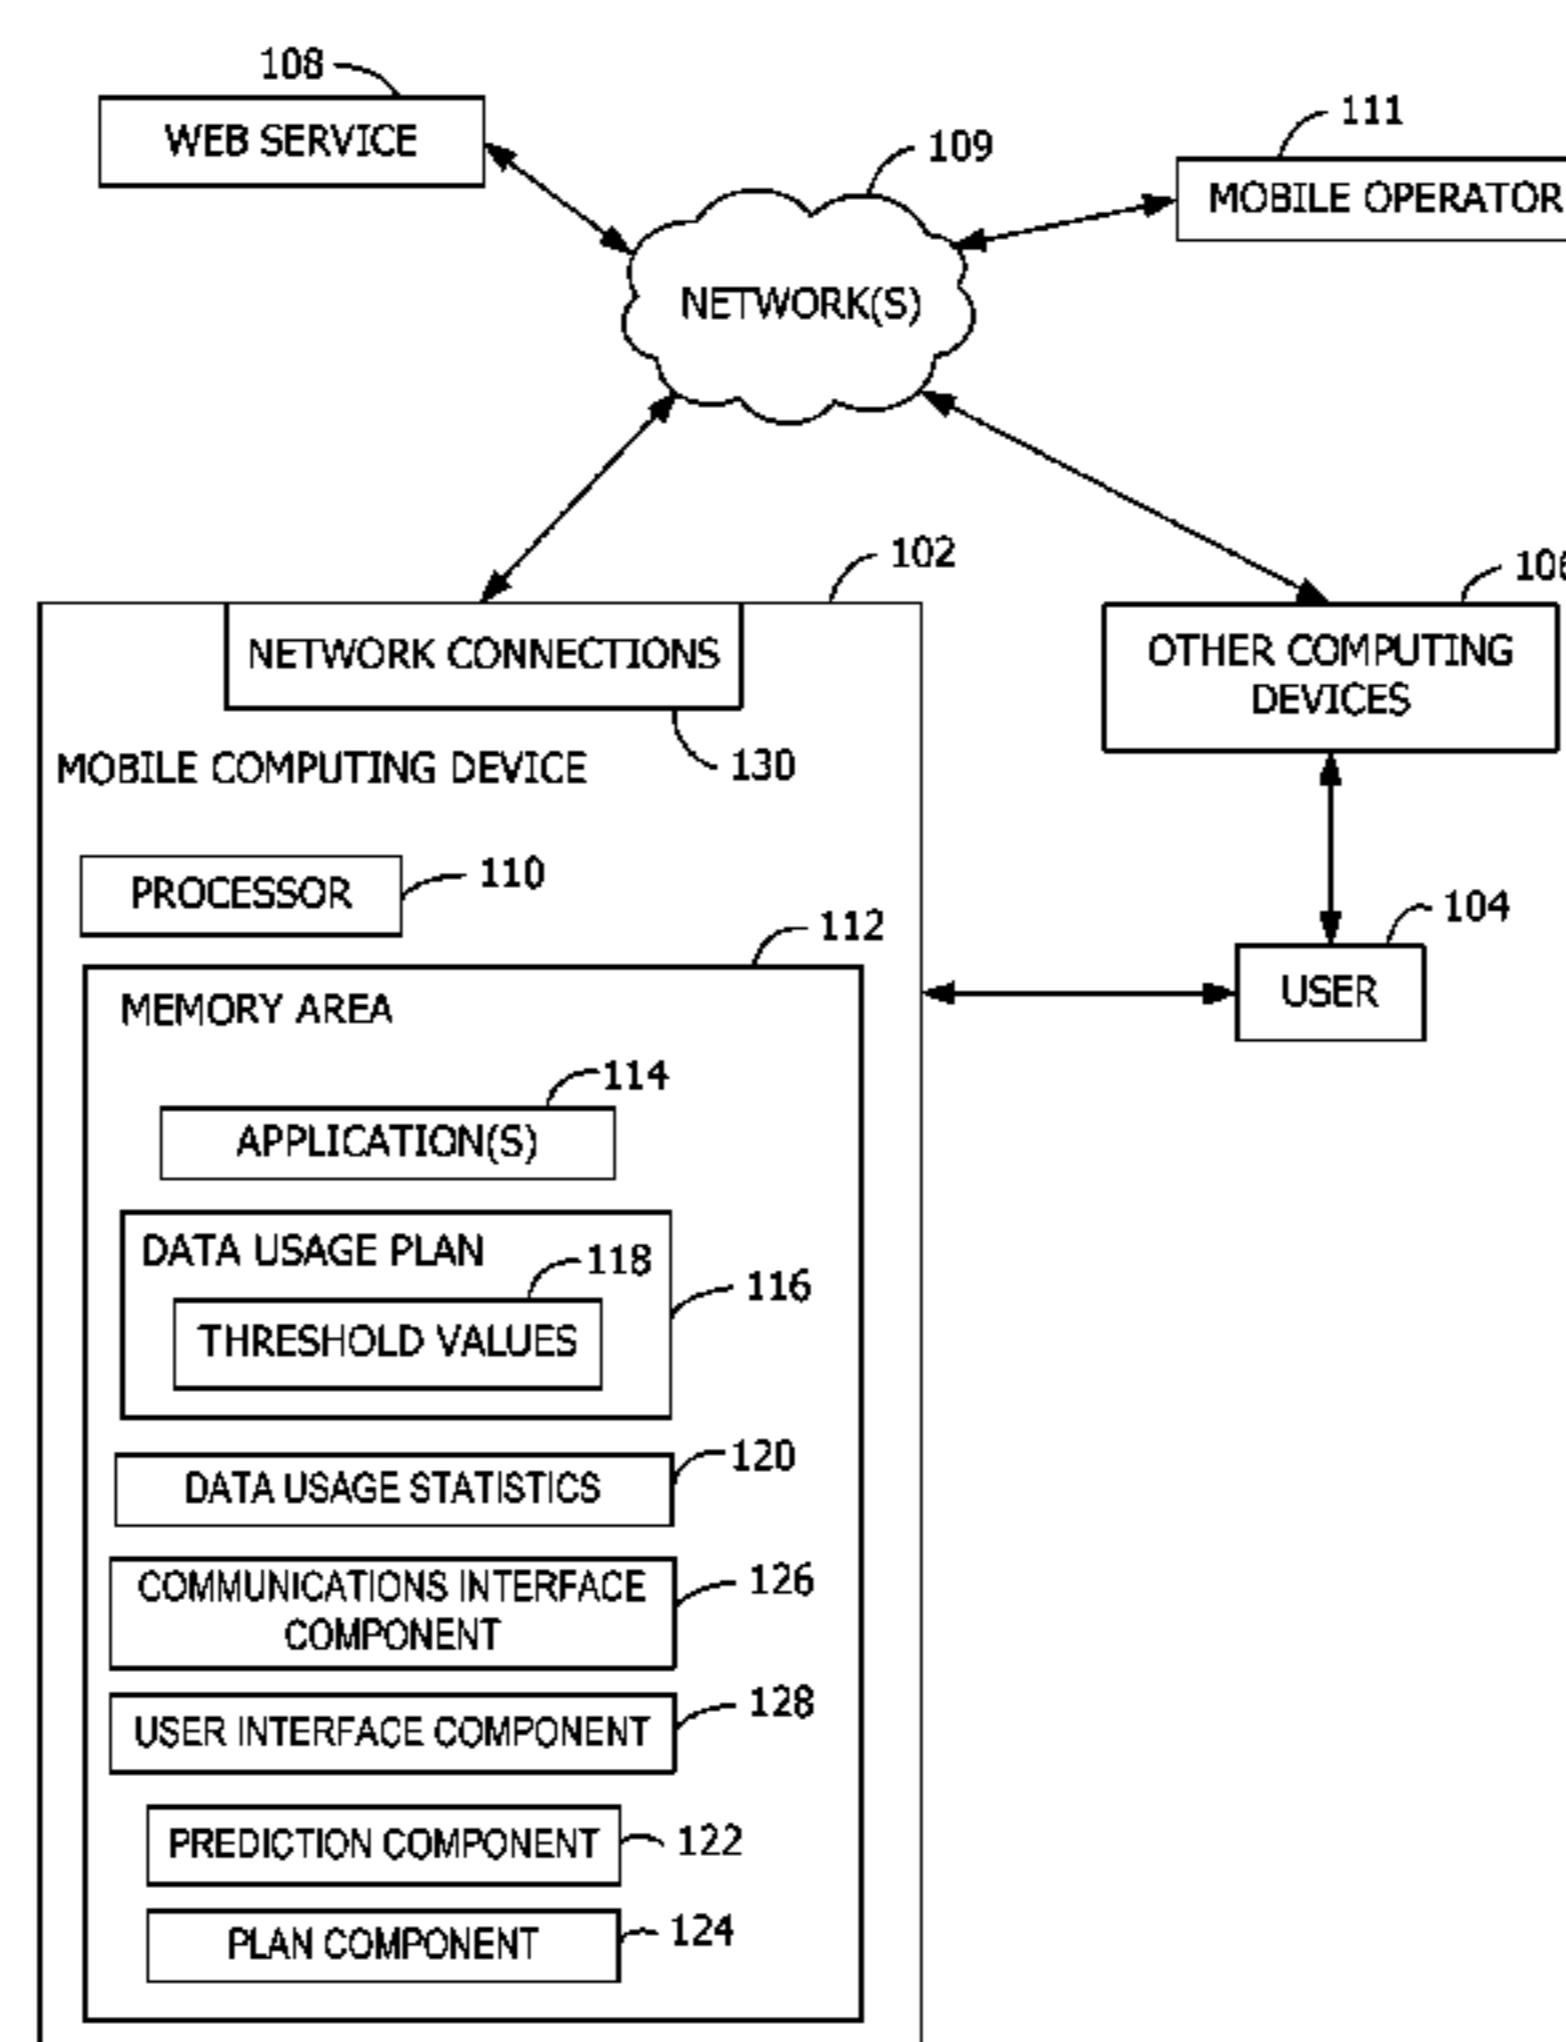 108
WEB SERVICE
111
MOBILE OPERATOR
109
NETWORK(S)
102
NETWORK CONNECTIONS
130
MOBILE COMPUTING DEVICE
106
OTHER COMPUTING
DEVICES
PROCESSOR
110
104
USER
112
MEMORY AREA
114
APPLICATION(S)
DATA USAGE PLAN
118
THRESHOLD VALUES
116
DATA USAGE STATISTICS
120
COMMUNICATIONS INTERFACE
COMPONENT
126
USER INTERFACE COMPONENT
128
PREDICTION COMPONENT
122
PLAN COMPONENT
124